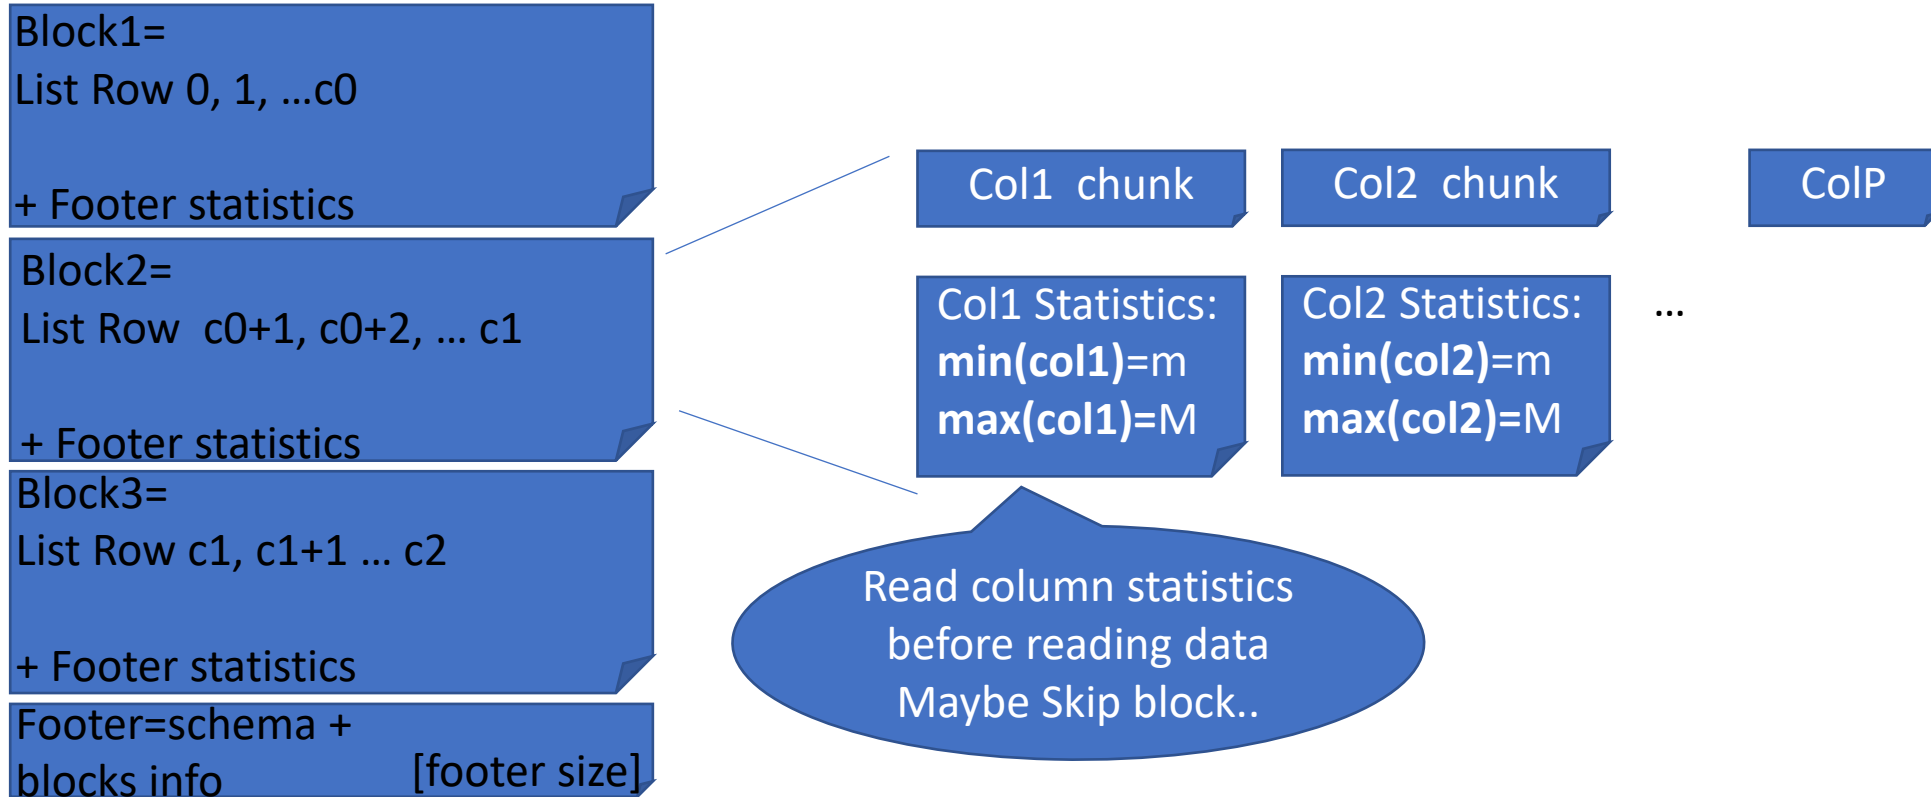 Block1=
List Row 0, 1, …c0
+ Footer statistics
Block2=
List Row  c0+1, c0+2, … c1
+ Footer statistics
Block3=
List Row c1, c1+1 … c2
+ Footer statistics
Footer=schema +
blocks info
[footer size]
Col1  chunk
Col2  chunk
ColP
Col1 Statistics:
min(col1)=m
max(col1)=M
Col2 Statistics:
min(col2)=m
max(col2)=M
…
Read column statistics
before reading data
Maybe Skip block..